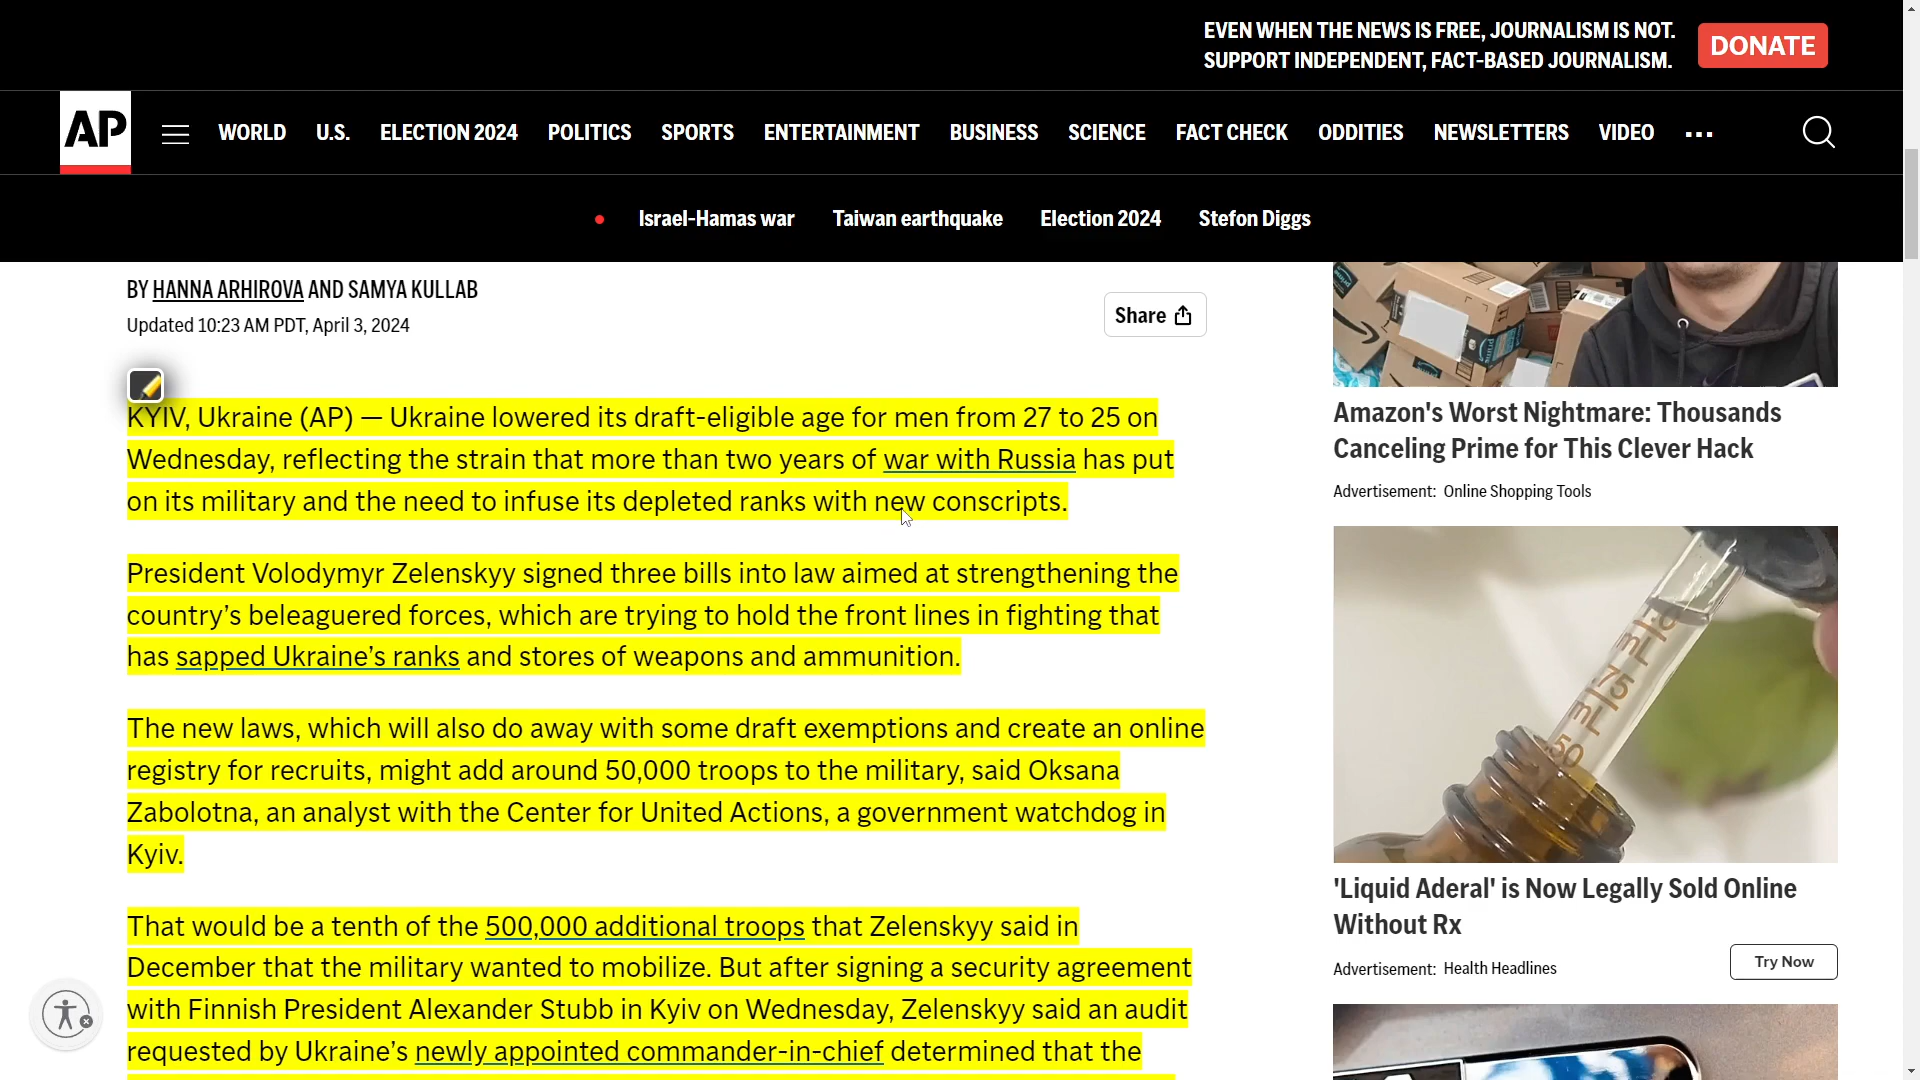 EVEN WHEN THE NEWS IS FREE, JOURNALISM IS NOT.
SUPPORT INDEPENDENT, FACT-BASED JOURNALISM.
DONATE
AP
WORLD U.S. ELECTION 2024 POLITICS SPORTS ENTERTAINMENT BUSINESS SCIENCE FACT CHECK ODDITIES NEWSLETTERS VIDEO ...
Israel-Hamas war Taiwan earthquake Election 2024 Stefon Diggs
BY HANNA ARHIROVA AND SAMYA KULLAB
Updated 10:23 AM PDT, April 3, 2024
Share
KYIV, Ukraine (AP) — Ukraine lowered its draft-eligible age for men from 27 to 25 on
Wednesday, reflecting the strain that more than two years of war with Russia has put
on its military and the need to infuse its depleted ranks with new conscripts.
President Volodymyr Zelenskyy signed three bills into law aimed at strengthening the
country’s beleaguered forces, which are trying to hold the front lines in fighting that
has sapped Ukraine’s ranks and stores of weapons and ammunition.
The new laws, which will also do away with some draft exemptions and create an online
registry for recruits, might add around 50,000 troops to the military, said Oksana
Zabolotna, an analyst with the Center for United Actions, a government watchdog in
Kyiv.
That would be a tenth of the 500,000 additional troops that Zelenskyy said in
December that the military wanted to mobilize. But after signing a security agreement
with Finnish President Alexander Stubb in Kyiv on Wednesday, Zelenskyy said an audit
requested by Ukraine’s newly appointed commander-in-chief determined that the
Amazon's Worst Nightmare: Thousands
Canceling Prime for This Clever Hack
Advertisement: Online Shopping Tools
mL
.75
mL
.50
'Liquid Aderal' is Now Legally Sold Online
Without Rx
Advertisement: Health Headlines
Try Now